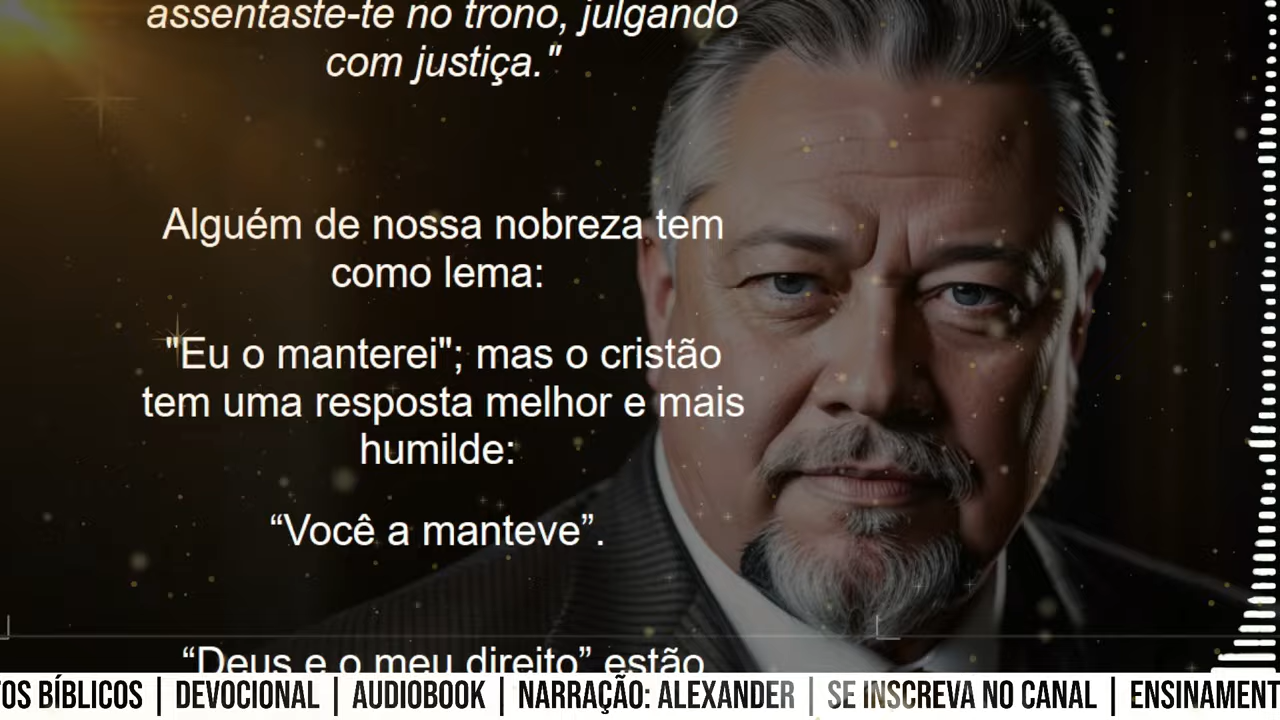 assentaste-te no trono, julgando
com justiça."
Alguém de nossa nobreza tem
como lema:
"Eu o manterei"; mas o cristão
tem uma resposta melhor e mais
humilde:
“Você a manteve”.
“Deus e o meu direito” estão
TOS BÍBLICOS | DEVOCIONAL | AUDIOBOOK | NARRAÇÃO: ALEXANDER | SE INSCREVA NO CANAL | ENSINAMENT